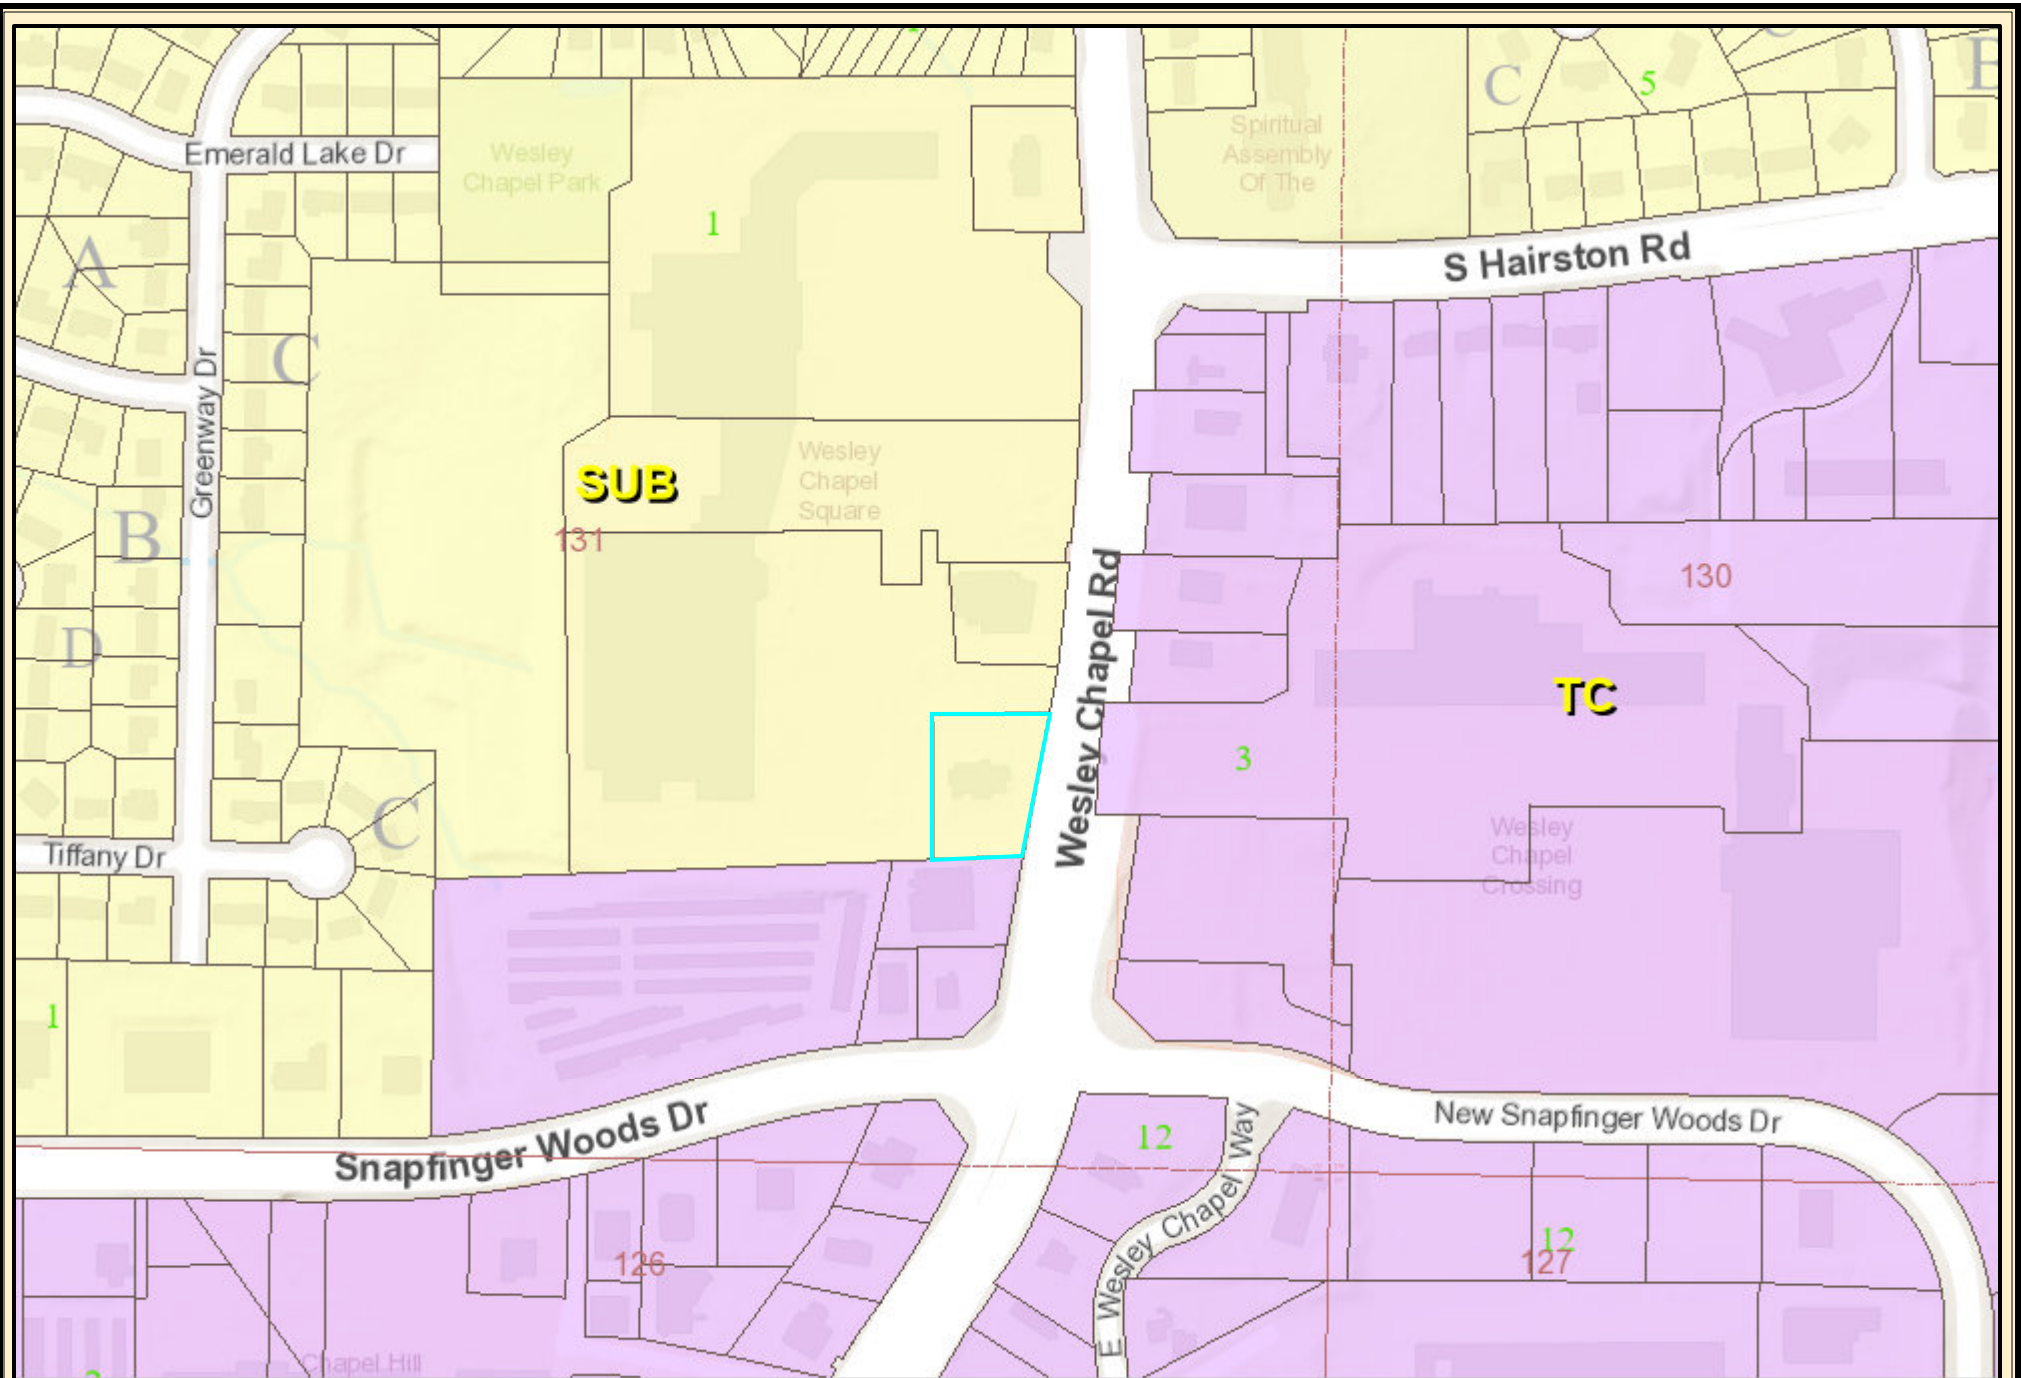 C
5
E
Spiritual
Assembly
Of The
Emerald Lake Dr
Wesley
Chapel Park
1
A
S Hairston Rd
C
Greenway Dr
Wesley
Chapel
Square
SUB
131
B
130
D
Wesley Chapel Rd
TC
3
C
Tiffany Dr
Wesley
Chapel
Crossing
1
Snapfinger Woods Dr
12
New Snapfinger Woods Dr
E Wesley Chapel Way
126
12
127
Chapel Hill